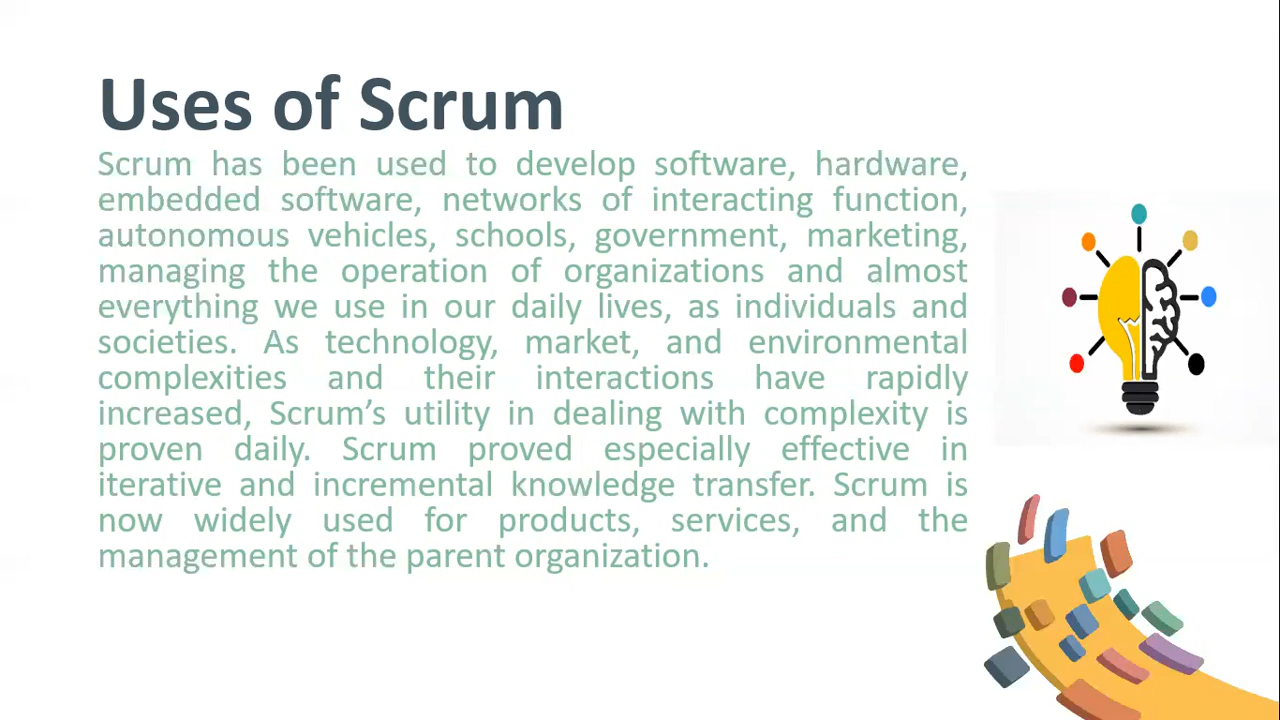 Uses of Scrum
Scrum has been used to develop software, hardware,
embedded software, networks of interacting function,
autonomous vehicles, schools, government, marketing,
managing the operation of organizations and almost
everything we use in our daily lives, as individuals and
societies. As technology, market, and environmental
complexities and their interactions have rapidly
increased, Scrum’s utility in dealing with complexity is
proven daily. Scrum proved especially effective in
iterative and incremental knowledge transfer. Scrum is
now widely used for products, services, and the
management of the parent organization.